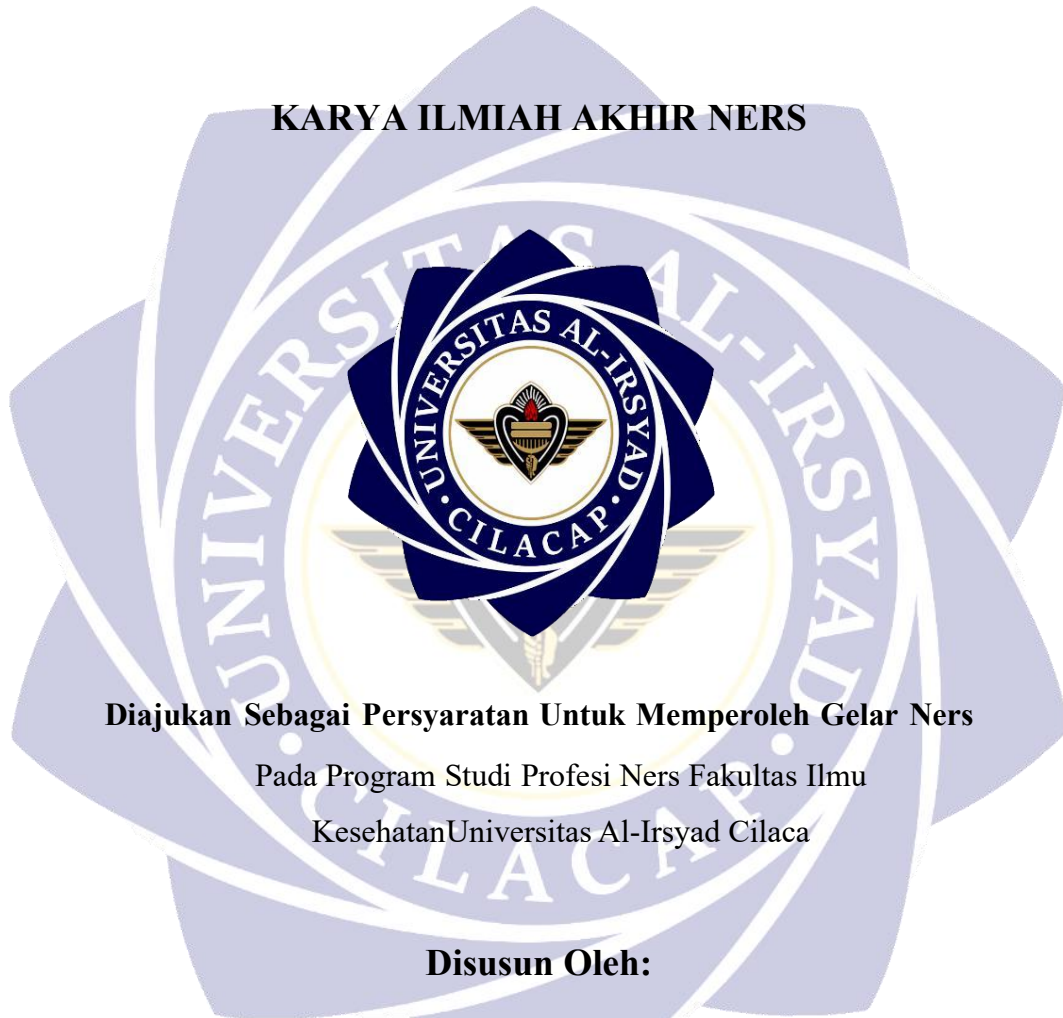 KARYA ILMIAH AKHIR NERS
UNIVERSITAS AL-IRSYAD
CILACAP
Diajukan Sebagai Persyaratan Untuk Memperoleh Gelar Ners
Pada Program Studi Profesi Ners Fakultas Ilmu
KesehatanUniversitas Al-Irsyad Cilaca
Disusun Oleh: